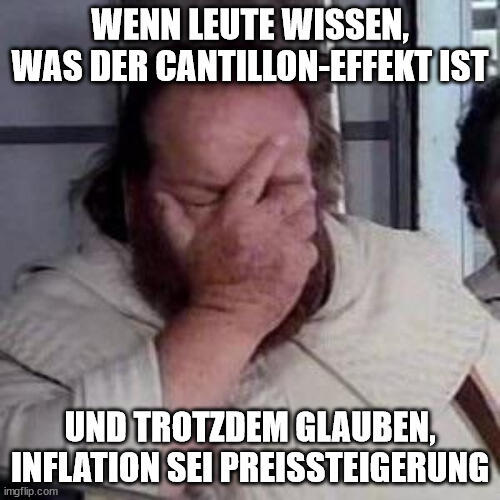 WENN LEUTE WISSEN,
WAS DER CANTILLON-EFFEKT IST
UND TROTZDEM GLAUBEN,
INFLATION SEI PREISSTEIGERUNG
imgflip.com